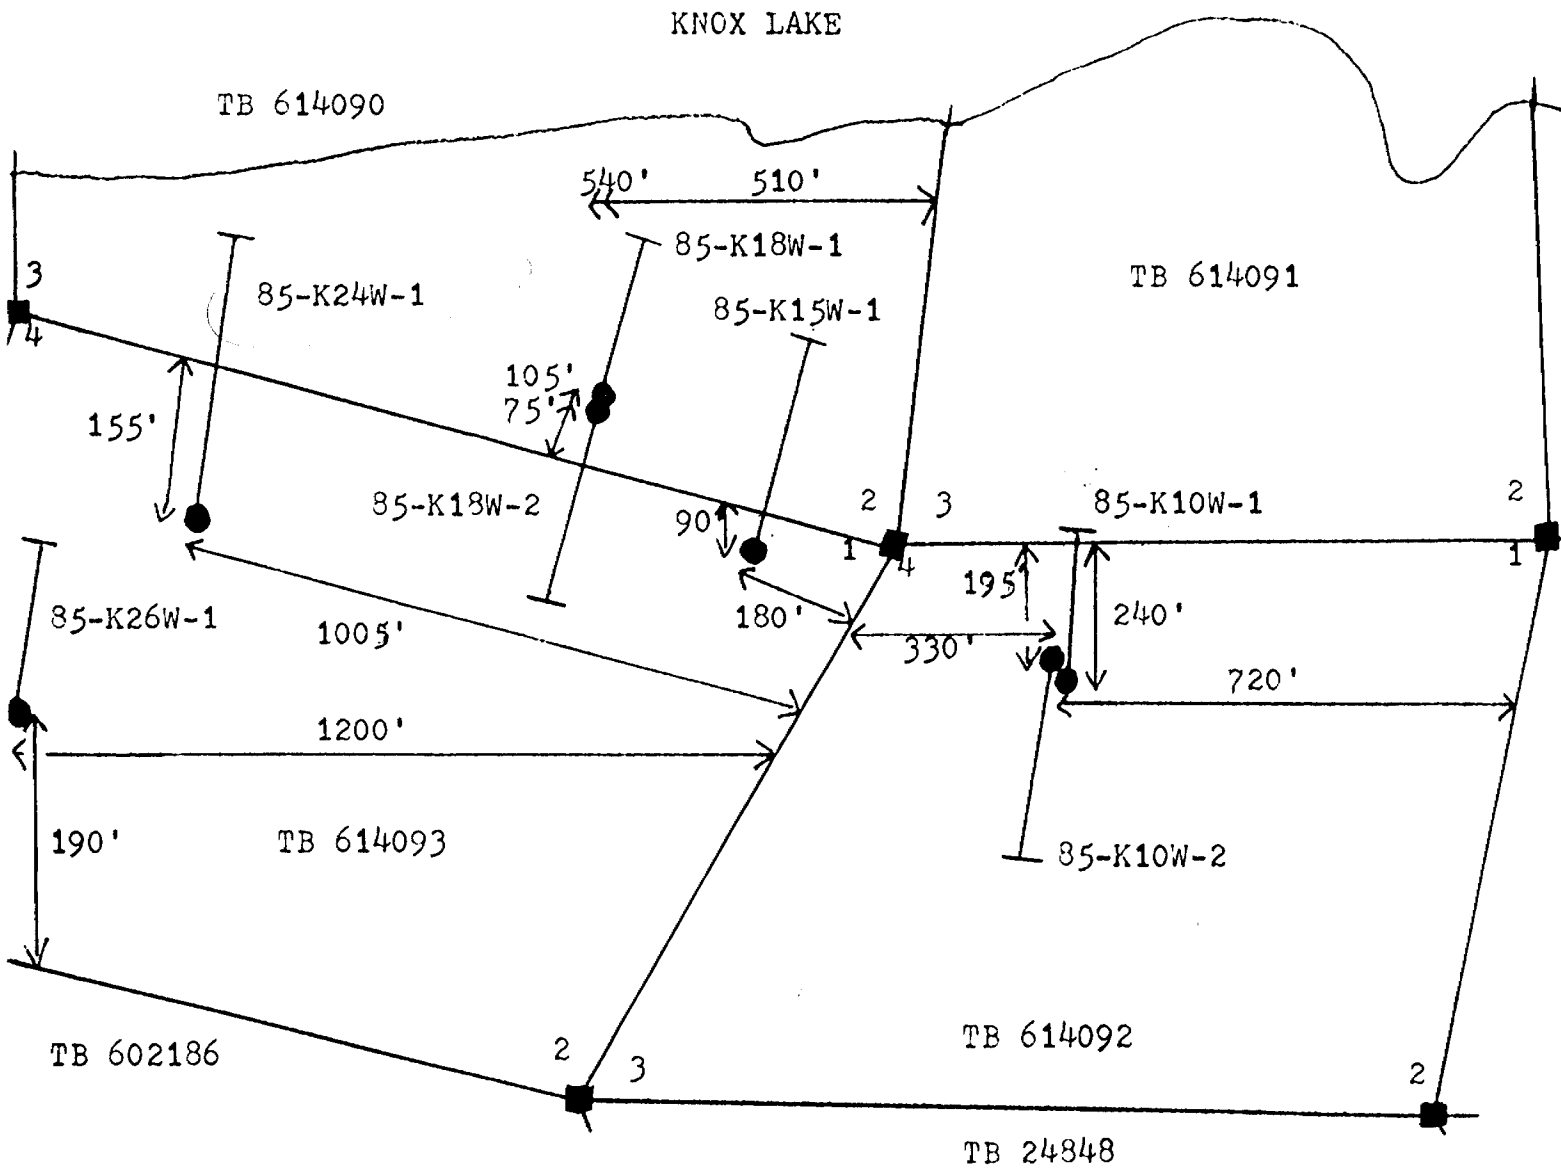 KNOX LAKE
TB 614090
540' 510'
85-K18W-1
3
85-K24W-1
TB 614091
85-K15W-1
4
105'
75'
155'
85-K18W-2
2 3
85-K10W-1
2
90'
1
4
1
195'
240'
85-K26W-1
180'
1005'
330'
720'
1200'
190'
TB 614093
85-K10W-2
TB 602186
2
3
TB 614092
2
TB 24848